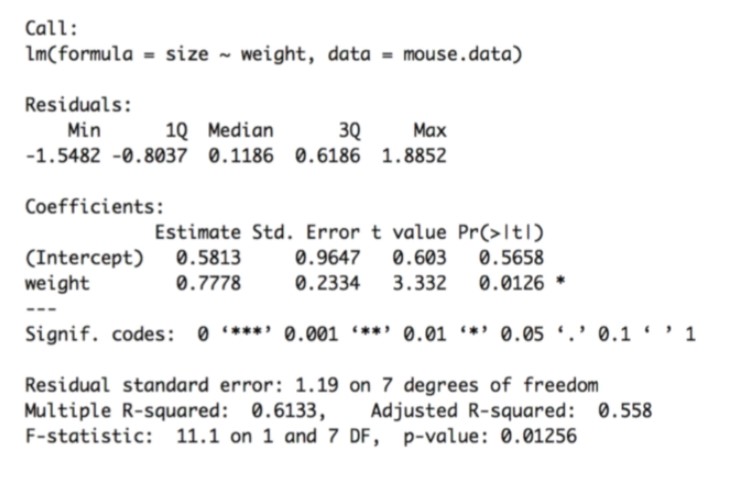 Call:
lm(formula = size ~ weight, data = mouse.data)
Residuals:
Min 1Q Median 3Q Max
-1.5482 -0.8037 0.1186 0.6186 1.8852
Coefficients:
Estimate Std. Error t value Pr(>|t|)
(Intercept) 0.5813 0.9647 0.603 0.5658
weight 0.7778 0.2334 3.332 0.0126 *
---
Signif. codes: 0 ‘***’ 0.001 ‘**’ 0.01 ‘*’ 0.05 ‘.’ 0.1 ‘ ’ 1
Residual standard error: 1.19 on 7 degrees of freedom
Multiple R-squared: 0.6133, Adjusted R-squared: 0.558
F-statistic: 11.1 on 1 and 7 DF, p-value: 0.01256